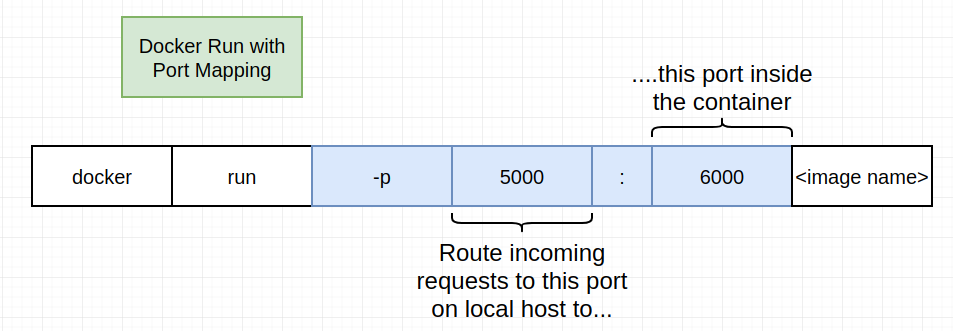 Docker Run with
Port Mapping
....this port inside
the container
docker run -p 5000 : 6000 <image name>
Route incoming
requests to this port
on local host to...